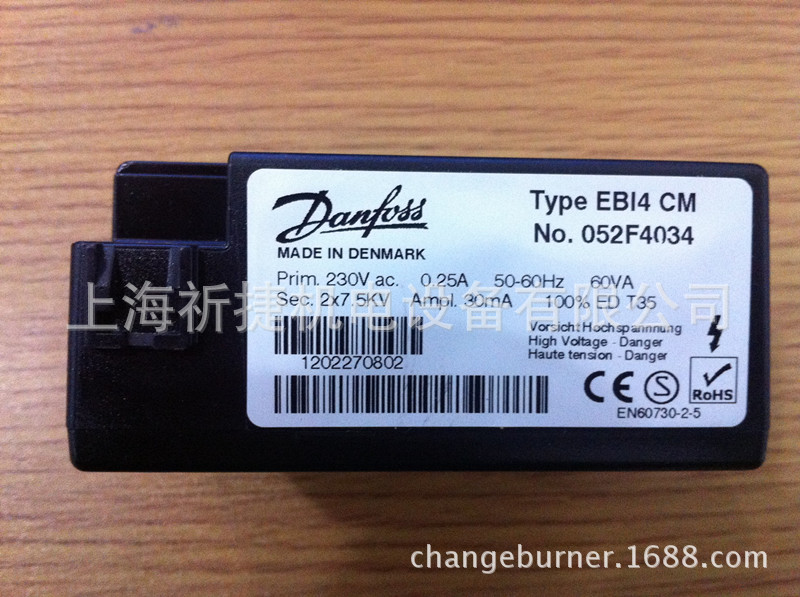 Danfoss
MADE IN DENMARK
Type EBI4 CM
No. 052F4034
Prim. 230V ac. 0.25A 50-60Hz 60VA
Sec. 2x7.5KV Ampl. 30mA 100% ED T35
上海祈捷机电设备有限公司
Vorsicht Hochspannnung
High Voltage - Danger
Haute tension - Danger
1202270802
CE S RoHS
EN60730-2-5
changeburner.1688.com